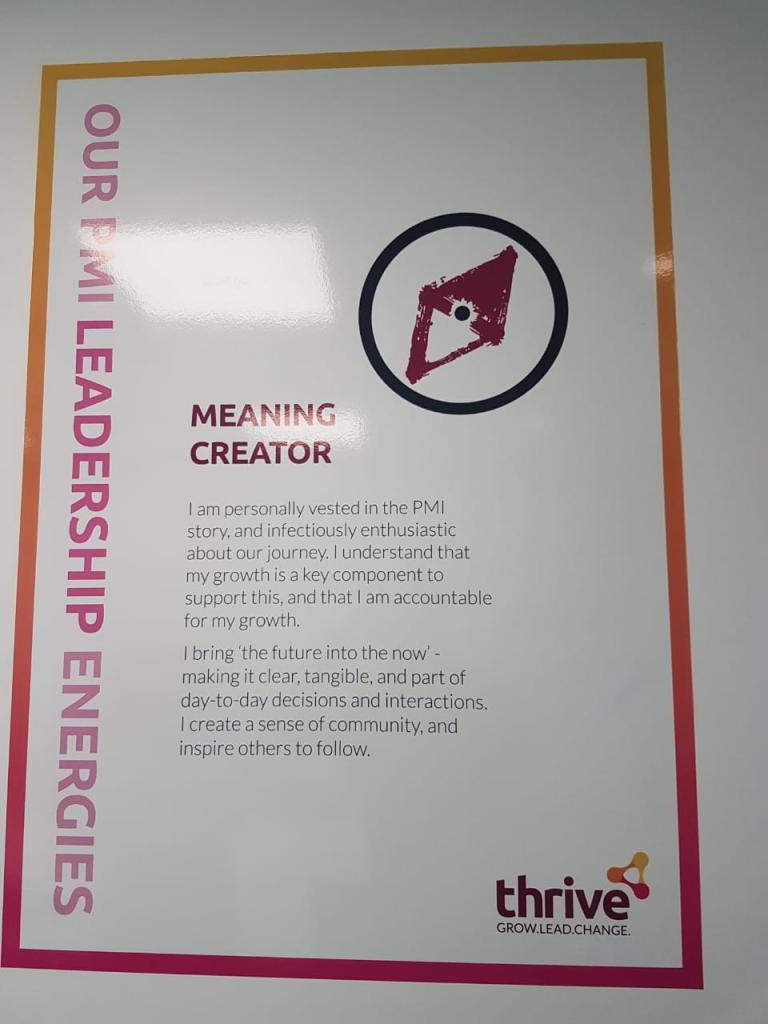 OUR PMI LEADERSHIP ENERGIES
MEANING
CREATOR
I am personally vested in the PMI
story, and infectiously enthusiastic
about our journey. I understand that
my growth is a key component to
support this, and that I am accountable
for my growth.
I bring ‘the future into the now’ -
making it clear, tangible, and part of
day-to-day decisions and interactions.
I create a sense of community, and
inspire others to follow.
thrive
GROW.LEAD.CHANGE.